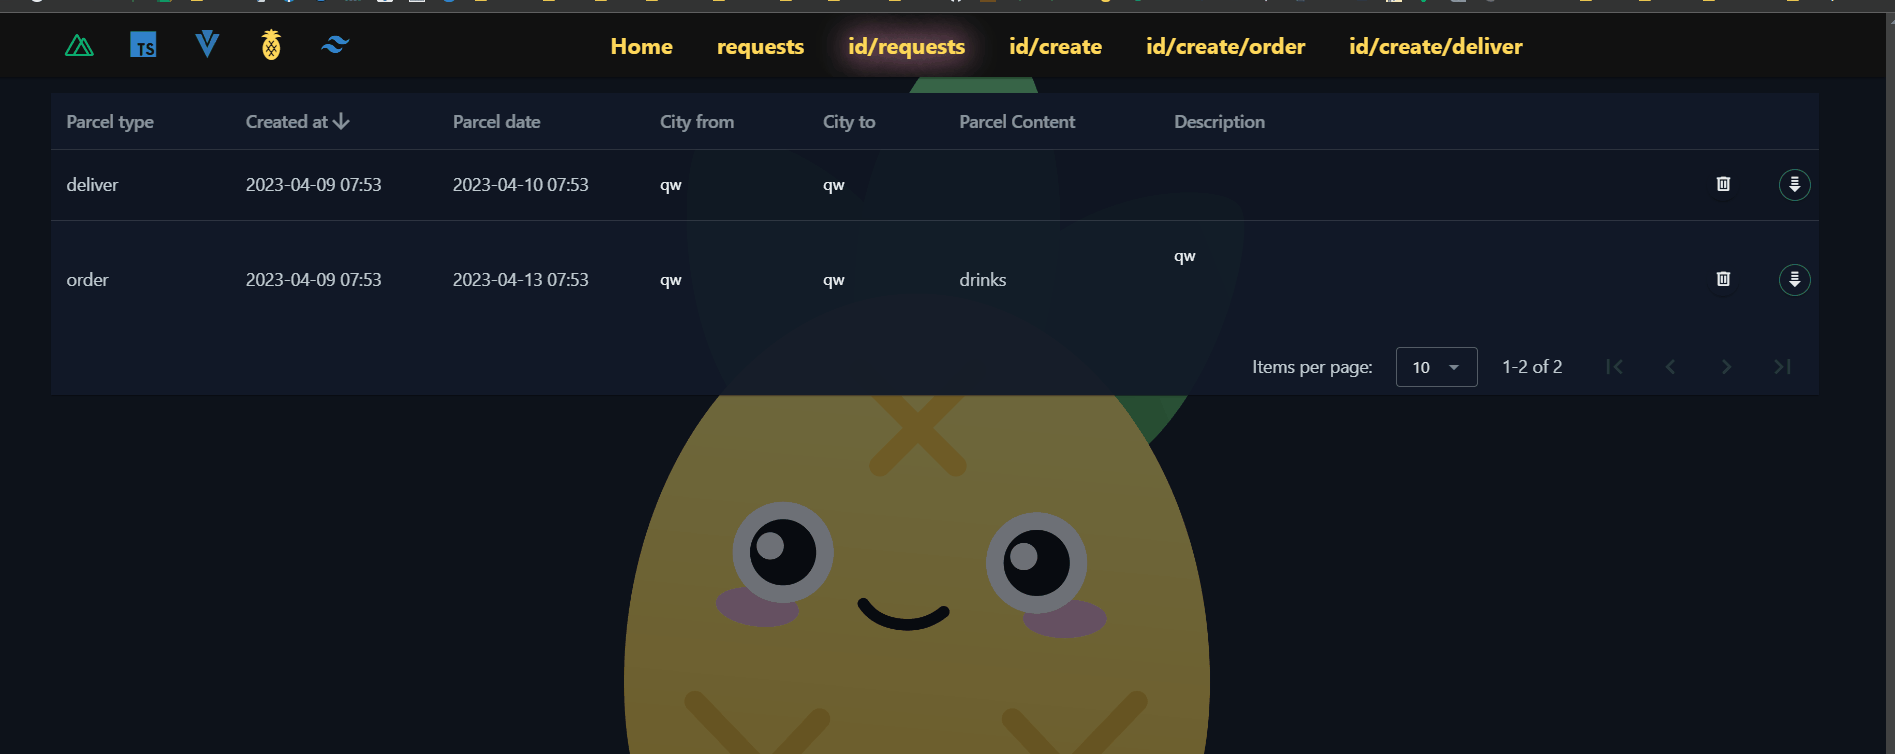 TS
Home requests id/requests id/create id/create/order id/create/deliver
Parcel type Created at Parcel date City from City to Parcel Content Description
deliver 2023-04-09 07:53 2023-04-10 07:53 qw qw
order 2023-04-09 07:53 2023-04-13 07:53 qw qw drinks qw
Items per page: 10 1-2 of 2